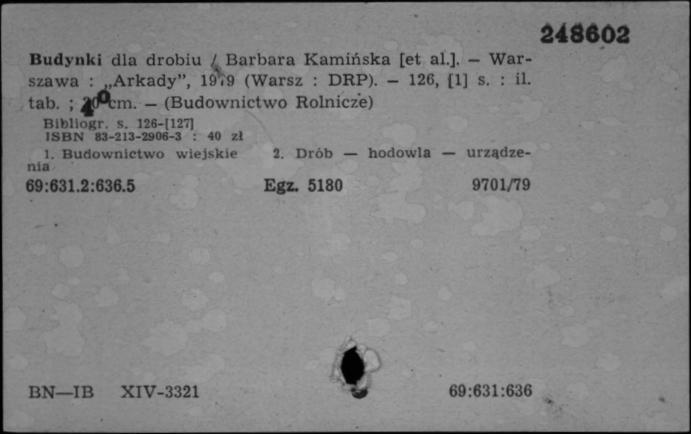 248602
Budynki dla drobiu / Barbara Kamińska [et al.]. — War-
szawa : „Arkady”, 1979 (Warsz : DRP). — 126, [1] s. : il.
tab. ; cm. — (Budownictwo Rolnicze)
Bibliogr. s. 126-[127]
ISBN 83-213-2906-3 : 40 zł
1. Budownictwo wiejskie 2. Drób — hodowla — urządze-
nia
69:631.2:636.5 Egz. 5180 9701/79
BN—IB XIV-3321 69:631:636